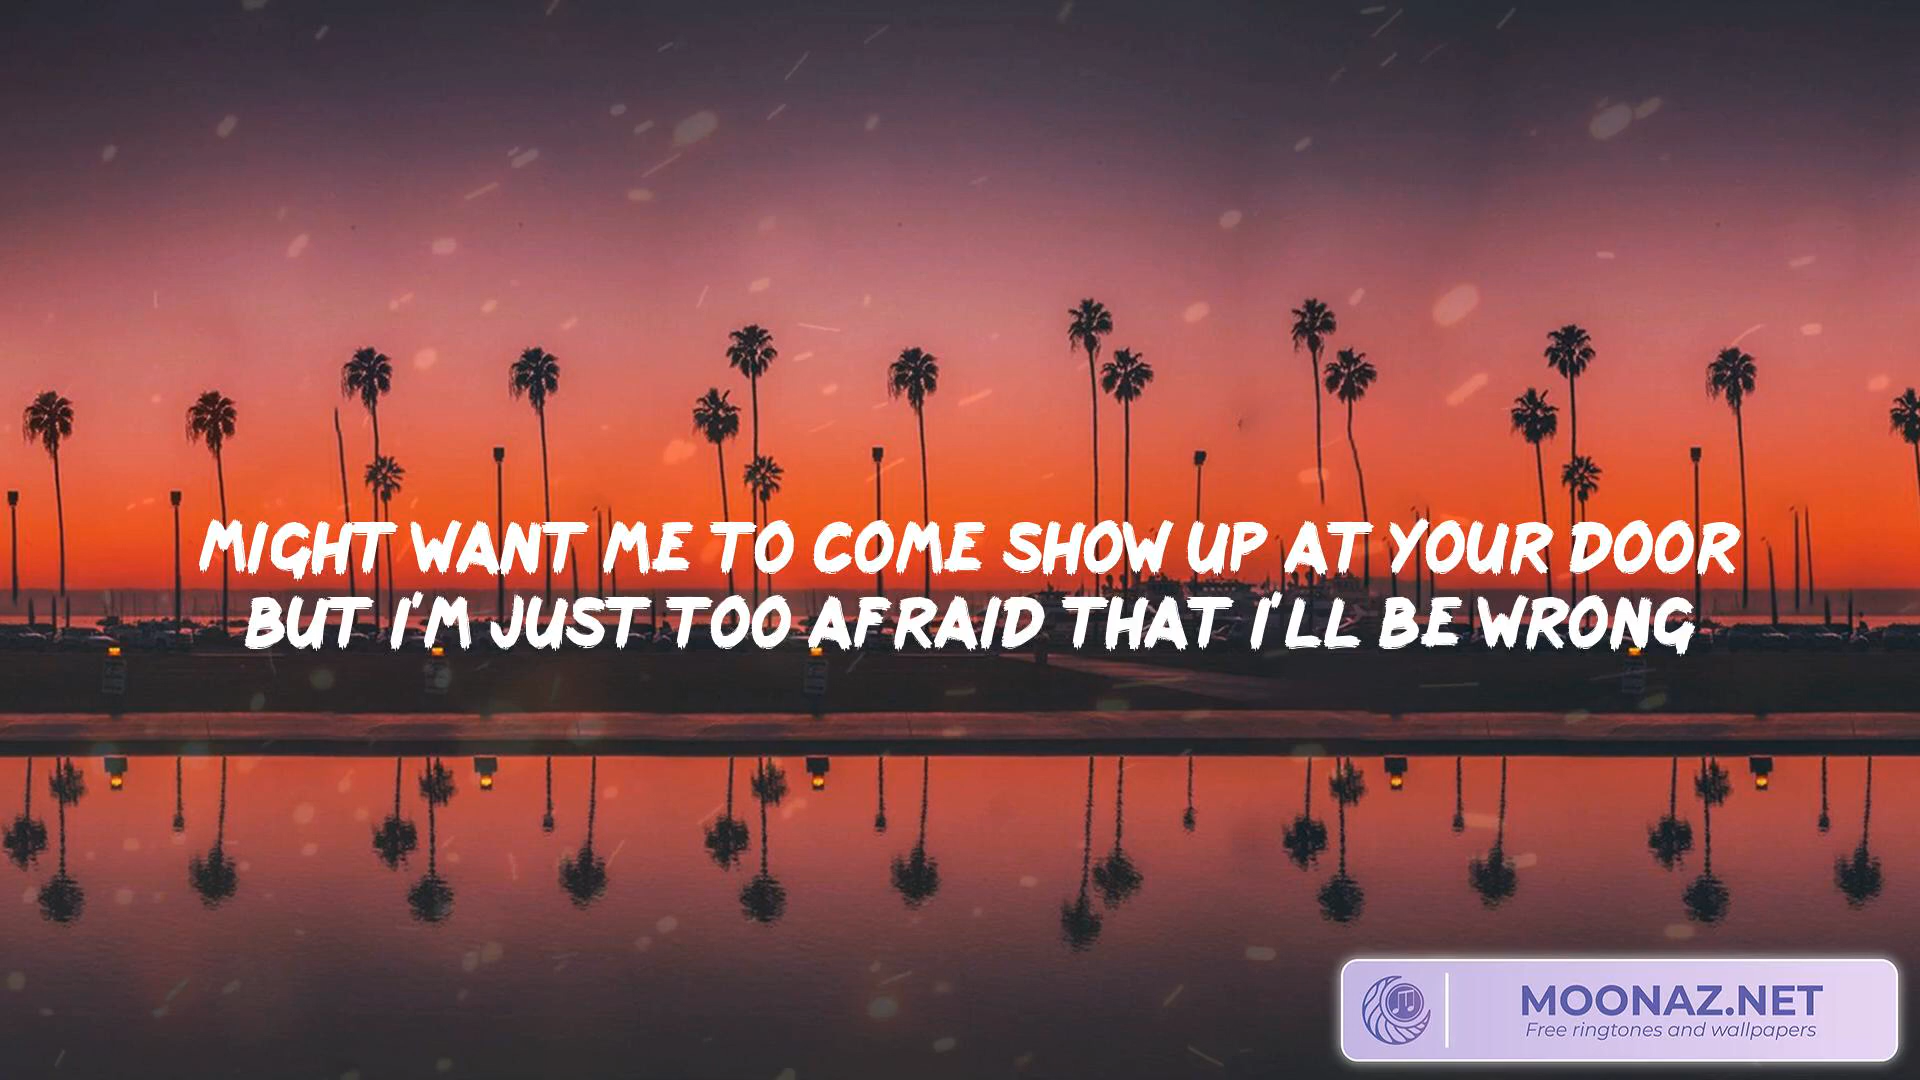 MIGHT WANT ME TO COME SHOW UP AT YOUR DOOR
BUT I'M JUST TOO AFRAID THAT I'LL BE WRONG
MOONAZ.NET
Free ringtones and wallpapers